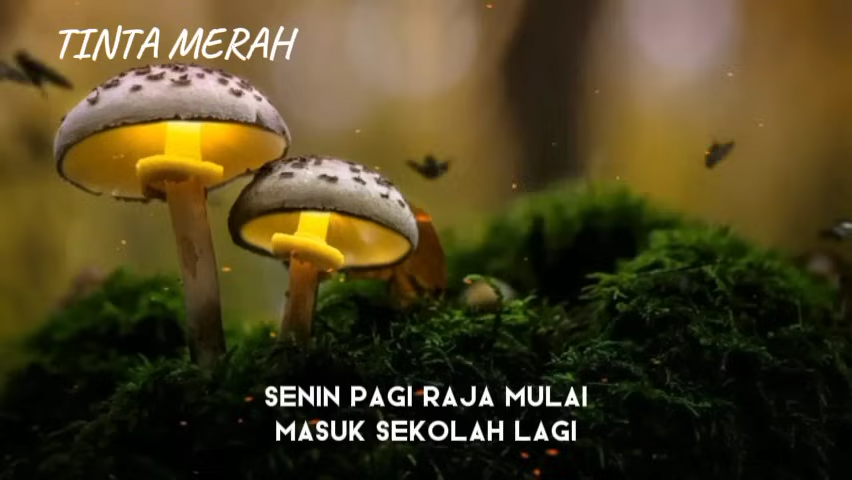 TINTA MERAH
SENIN PAGI RAJA MULAI
MASUK SEKOLAH LAGI